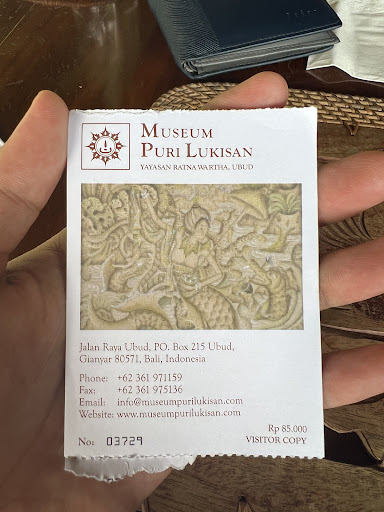 MUSEUM
PURI LUKISAN
YAYASAN RATNA WARTHA, UBUD
Jalan Raya Ubud, PO. Box 215 Ubud,
Gianyar 80571, Bali, Indonesia
Phone: +62 361 971159
Fax: +62 361 975136
Email: info@museumpurilukisan.com
Website: www.museumpurilukisan.com
Rp 85.000
No: 03729 VISITOR COPY